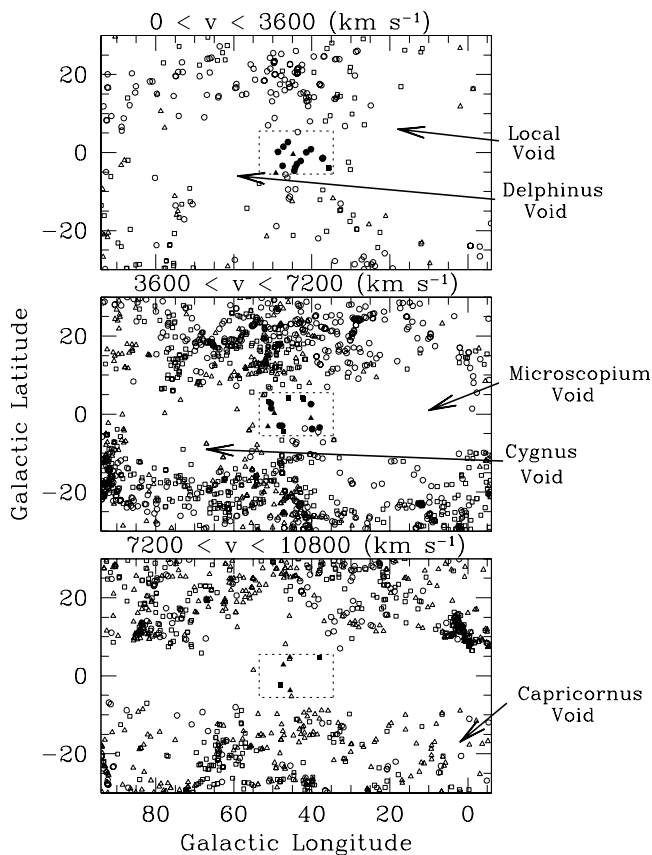 0 < v < 3600 (km s⁻¹)
20
0
−20
Local
Void
Delphinus
Void
3600 < v < 7200 (km s⁻¹)
20
0
−20
Microscopium
Void
Cygnus
Void
7200 < v < 10800 (km s⁻¹)
20
0
−20
Capricornus
Void
80 60 40 20 0
Galactic Longitude
Galactic Latitude